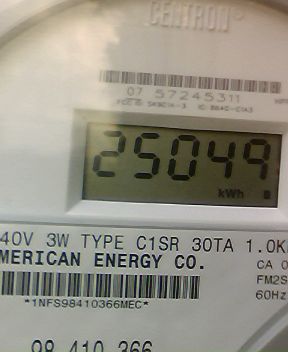 CENTRON®
07 57245311
25049
kWh
40V 3W TYPE C1SR 30TA 1.0K
MERICAN ENERGY CO.
CA 0
*1NFS98410366MEC*
FM2S
60Hz
98 410 366